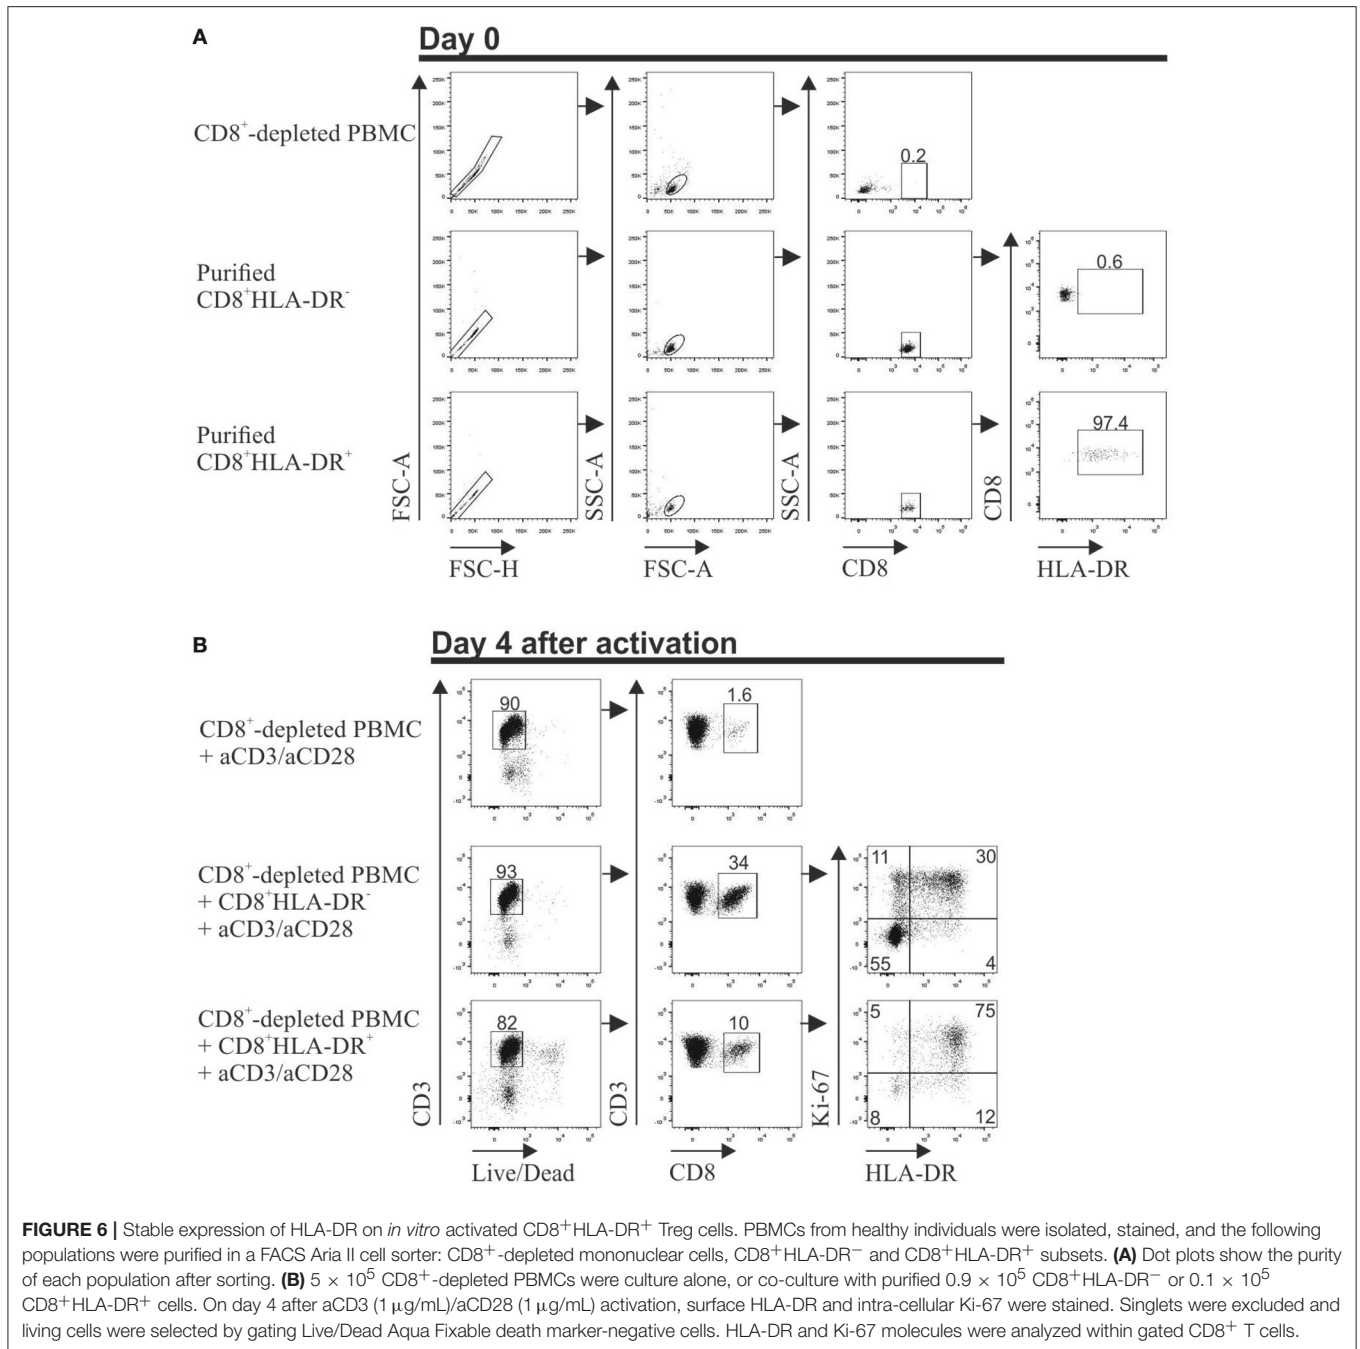 A
Day 0
CD8+-depleted PBMC
0.2
Purified
CD8+HLA-DR-
0.6
Purified
CD8+HLA-DR+
97.4
FSC-A
SSC-A
SSC-A
CD8
FSC-H
FSC-A
CD8
HLA-DR
B
Day 4 after activation
CD8+-depleted PBMC
+ aCD3/aCD28
90
1.6
CD8+-depleted PBMC
+ CD8+HLA-DR-
+ aCD3/aCD28
93
34
11
30
55
4
CD8+-depleted PBMC
+ CD8+HLA-DR+
+ aCD3/aCD28
82
10
5
75
8
12
CD3
CD3
Ki-67
Live/Dead
CD8
HLA-DR
FIGURE 6 | Stable expression of HLA-DR on in vitro activated CD8+HLA-DR+ Treg cells. PBMCs from healthy individuals were isolated, stained, and the following
populations were purified in a FACS Aria II cell sorter: CD8+-depleted mononuclear cells, CD8+HLA-DR− and CD8+HLA-DR+ subsets. (A) Dot plots show the purity
of each population after sorting. (B) 5 × 10⁵ CD8+-depleted PBMCs were culture alone, or co-culture with purified 0.9 × 10⁵ CD8+HLA-DR− or 0.1 × 10⁵
CD8+HLA-DR+ cells. On day 4 after aCD3 (1 μg/mL)/aCD28 (1 μg/mL) activation, surface HLA-DR and intra-cellular Ki-67 were stained. Singlets were excluded and
living cells were selected by gating Live/Dead Aqua Fixable death marker-negative cells. HLA-DR and Ki-67 molecules were analyzed within gated CD8+ T cells.